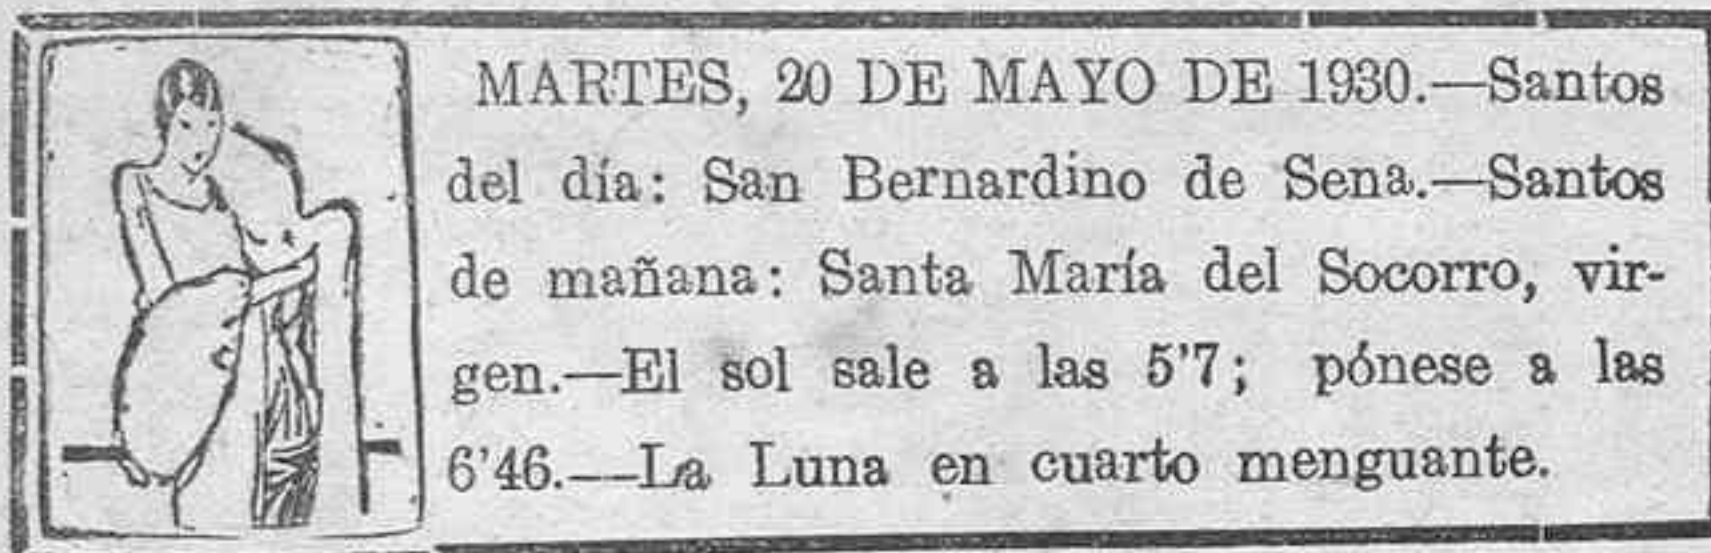 MARTES, 20 DE MAYO DE 1930.—Santos
del día: San Bernardino de Sena.—Santos
de mañana: Santa María del Socorro, vir-
gen.—El sol sale a las 5'7; pónese a las
6'46.—La Luna en cuarto menguante.